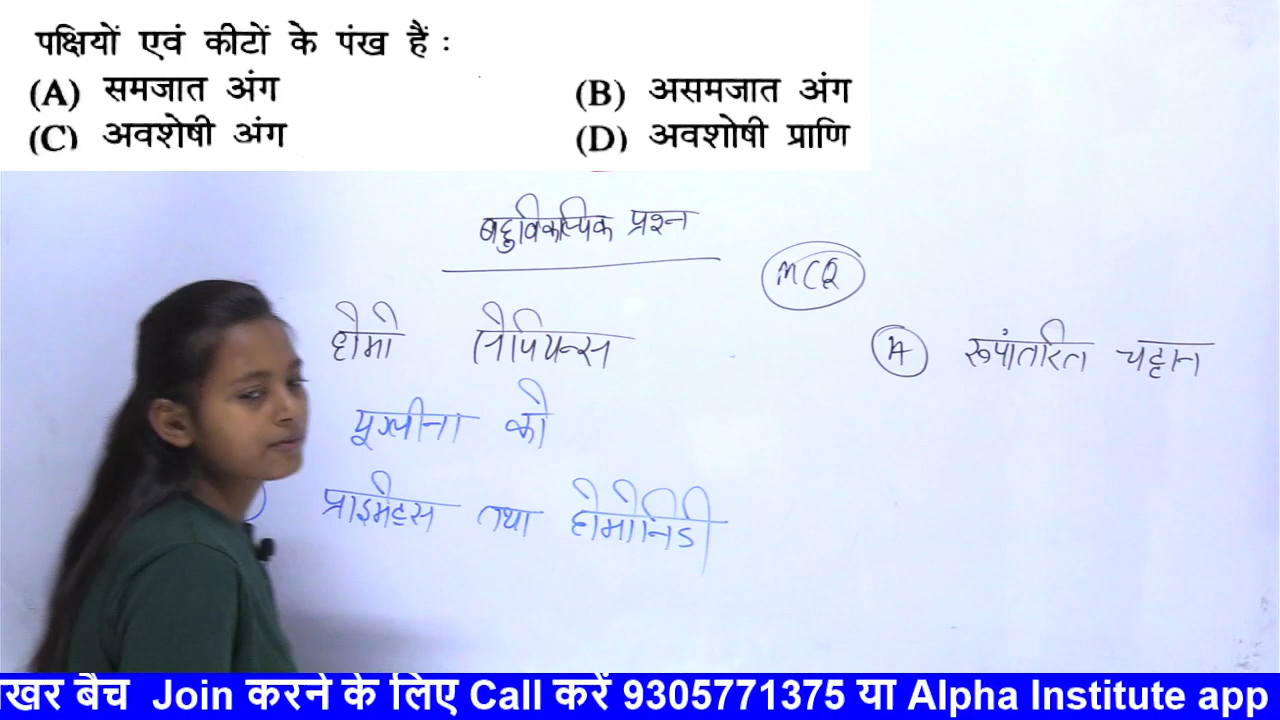 पक्षियों एवं कीटों के पंख हैं :
(A) समजात अंग (B) असमजात अंग
(C) अवशेषी अंग (D) अवशोषी प्राणि
बहुविकल्पिक प्रश्न
MCQ
होमो सेपियन्स
A रूपांतरित चट्टान
यूग्लीना को
प्राइमेट्स तथा होमोनिडी
खर बैच Join करने के लिए Call करें 9305771375 या Alpha Institute app